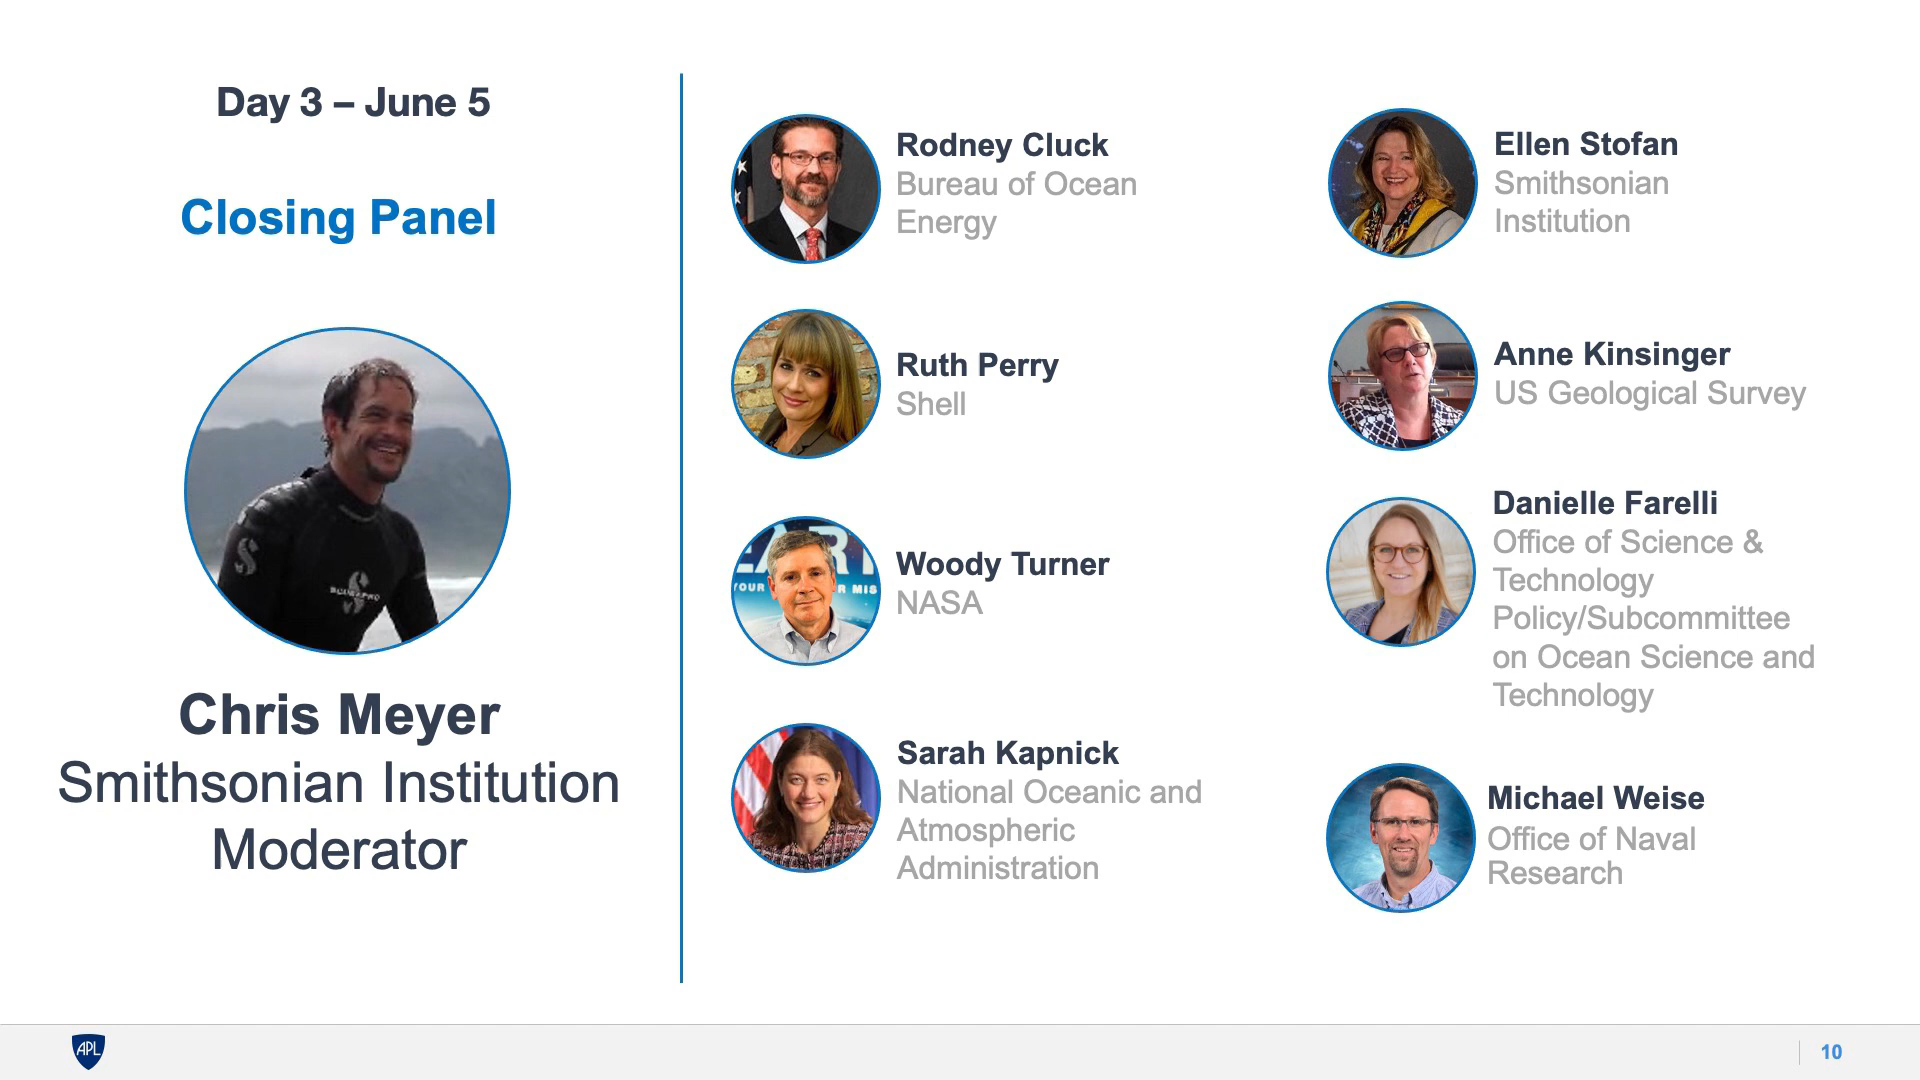 Day 3 – June 5
Closing Panel
Chris Meyer
Smithsonian Institution
Moderator
Rodney Cluck
Bureau of Ocean
Energy
Ruth Perry
Shell
Woody Turner
NASA
Sarah Kapnick
National Oceanic and
Atmospheric
Administration
Ellen Stofan
Smithsonian
Institution
Anne Kinsinger
US Geological Survey
Danielle Farelli
Office of Science &
Technology
Policy/Subcommittee
on Ocean Science and
Technology
Michael Weise
Office of Naval
Research
APL
10